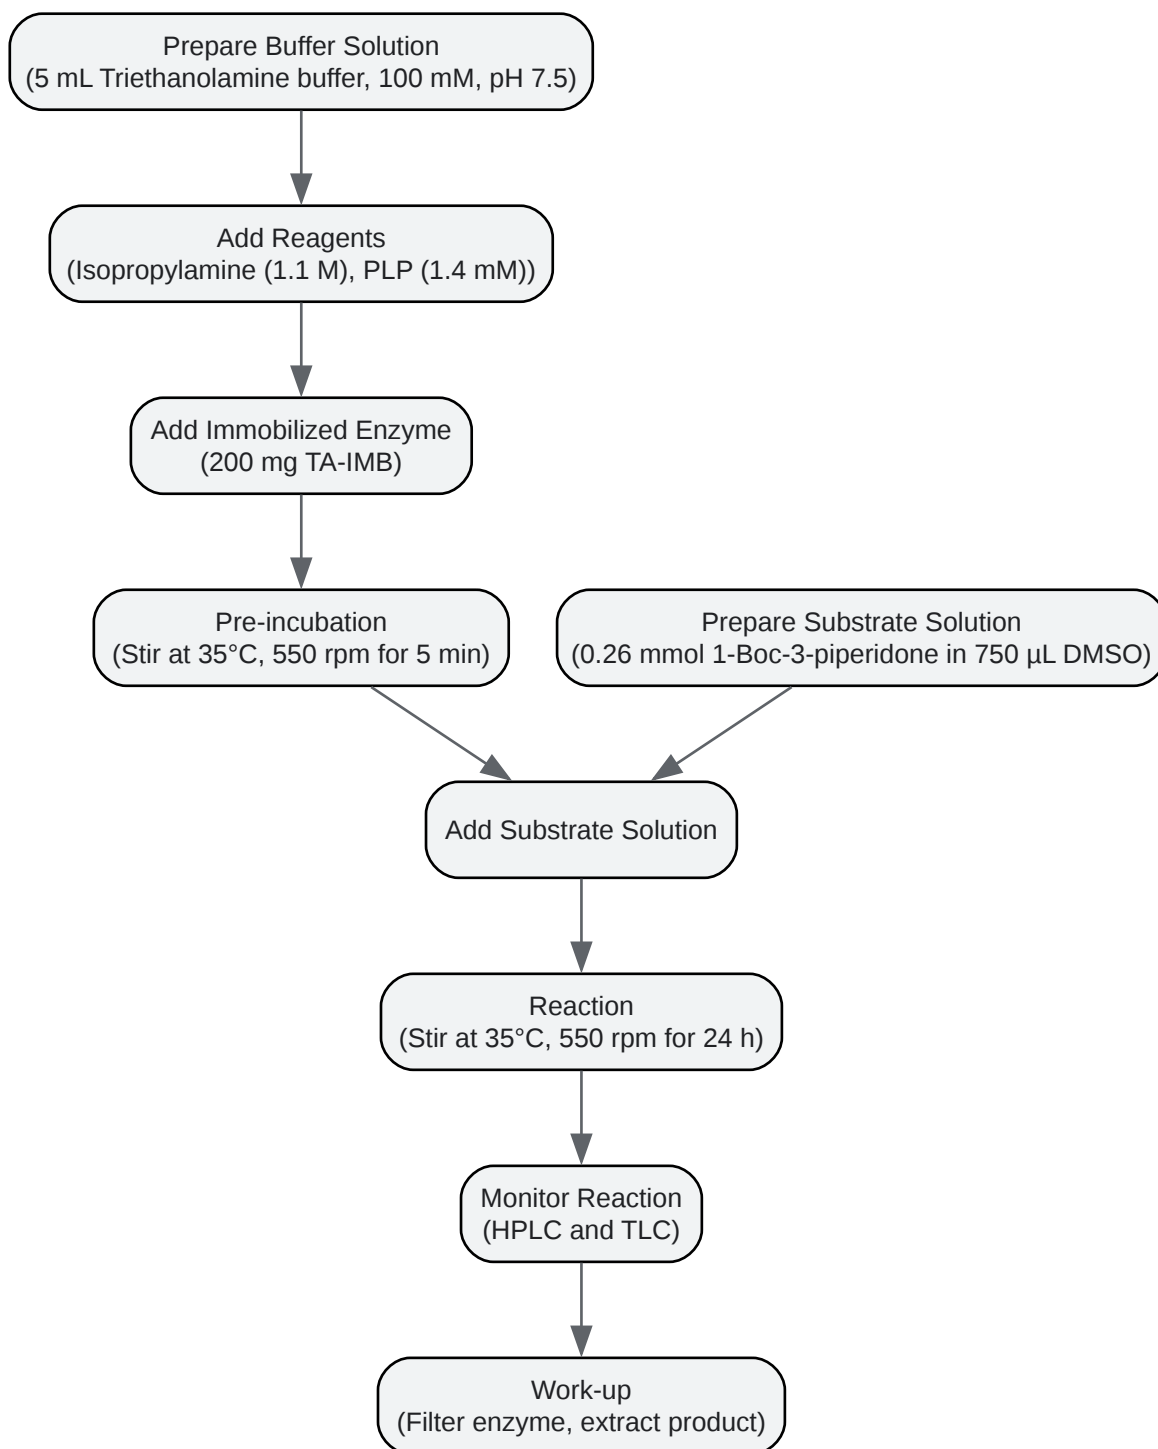 Prepare Buffer Solution
(5 mL Triethanolamine buffer, 100 mM, pH 7.5)
Add Reagents
(Isopropylamine (1.1 M), PLP (1.4 mM))
Add Immobilized Enzyme
(200 mg TA-IMB)
Pre-incubation
(Stir at 35°C, 550 rpm for 5 min)
Prepare Substrate Solution
(0.26 mmol 1-Boc-3-piperidone in 750 µL DMSO)
Add Substrate Solution
Reaction
(Stir at 35°C, 550 rpm for 24 h)
Monitor Reaction
(HPLC and TLC)
Work-up
(Filter enzyme, extract product)